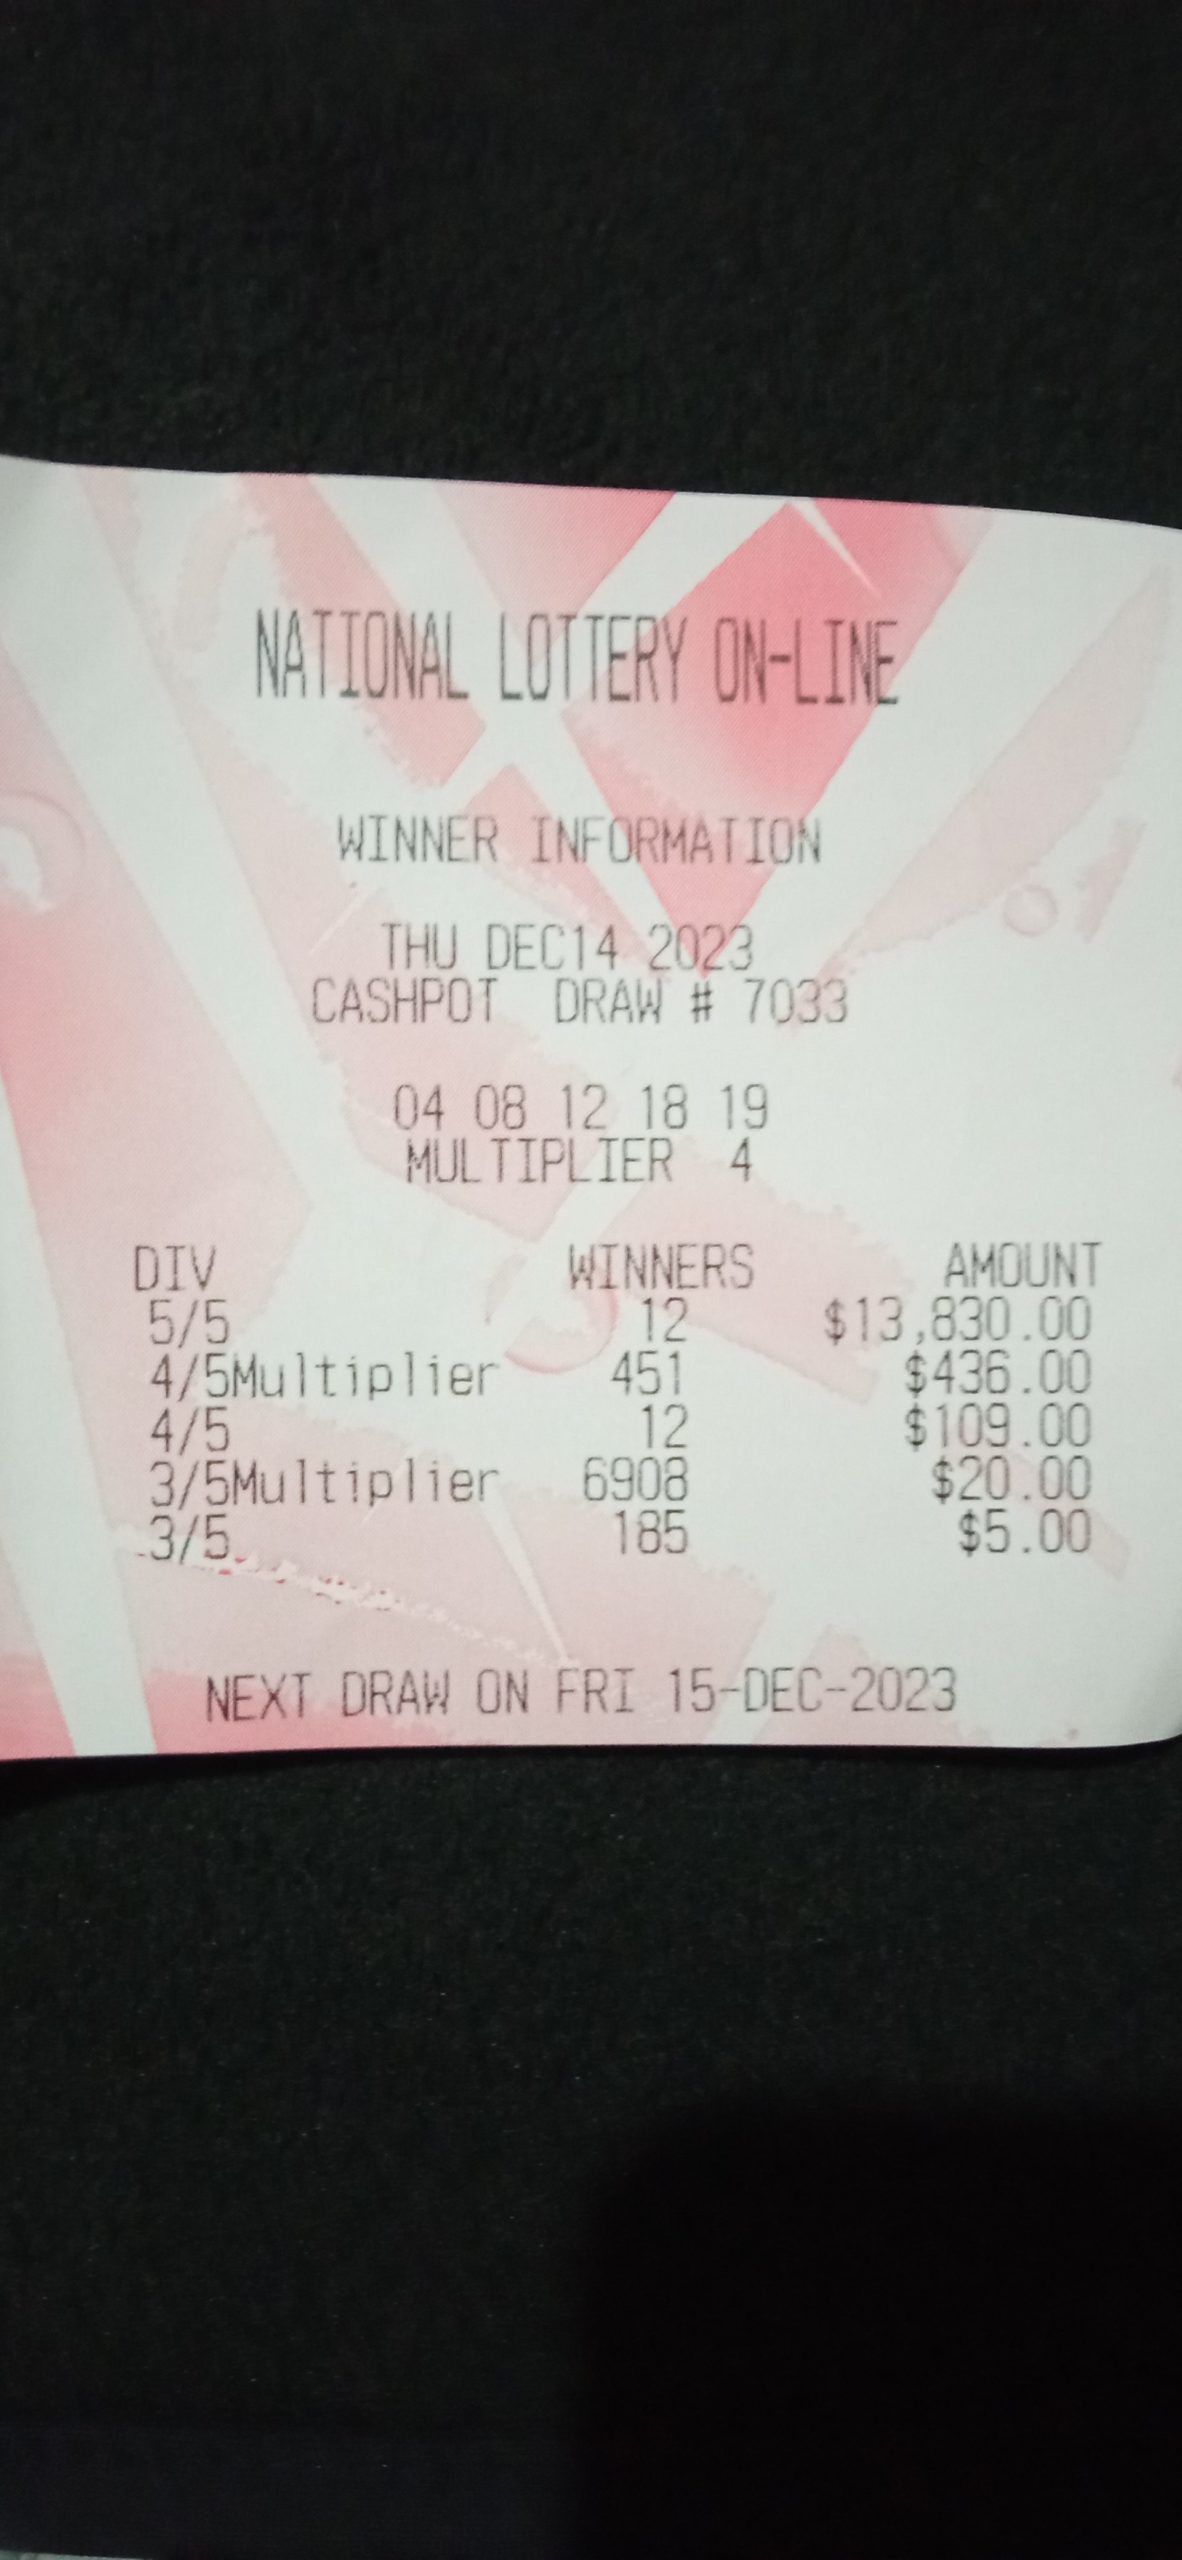 NATIONAL LOTTERY ON-LINE
WINNER INFORMATION
THU DEC14 2023
CASHPOT DRAW # 7033
04 08 12 18 19
MULTIPLIER 4
DIV WINNERS AMOUNT
5/5 12 $13,830.00
4/5Multiplier 451 $436.00
4/5 12 $109.00
3/5Multiplier 6908 $20.00
3/5 185 $5.00
NEXT DRAW ON FRI 15-DEC-2023